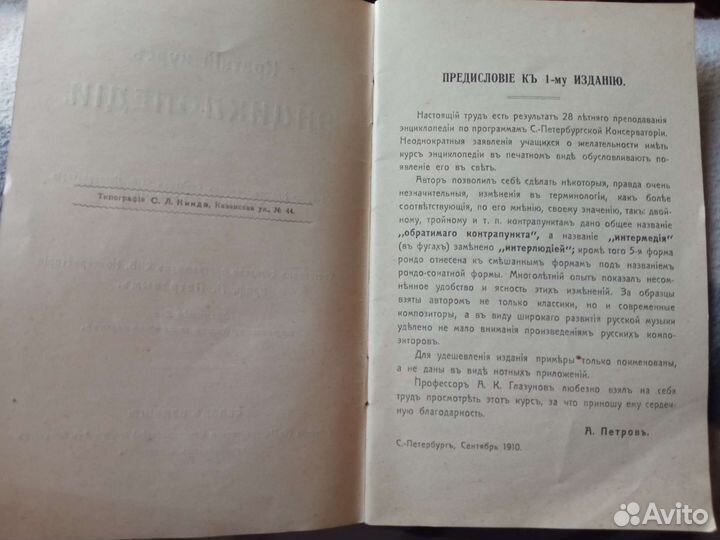 Типографія С. Л. Кинда, Казанская ул., № 44.
ПРЕДИСЛОВІЕ КЪ 1-му ИЗДАНІЮ.
Настоящій трудъ есть результатъ 28 лѣтняго преподаванія
энциклопедіи по программамъ С.-Петербургской Консерваторіи.
Неоднократныя заявленія учащихся о желательности имѣть
курсъ энциклопедіи въ печатномъ видѣ обусловливаютъ по-
явленіе его въ свѣтъ.
Авторъ позволилъ себѣ сдѣлать нѣкоторыя, правда очень
незначительныя, измѣненія въ терминологіи, какъ болѣе
соотвѣтствующія, по его мнѣнію, своему значенію, такъ: двой-
ному, тройному и т. п. контрапунктамъ дано общее названіе
„обратимаго контрапункта“, а названіе „интермедія“
(въ фугахъ) замѣнено „интерлюдіей“; кромѣ того 5-я форма
рондо отнесена къ смѣшаннымъ формамъ подъ названіемъ
рондо-сонатной формы. Многолѣтній опытъ показалъ несом-
нѣнное удобство и ясность этихъ измѣненій. За образцы
взяты авторомъ не только классики, но и современные
композиторы, а въ виду широкаго развитія русской музыки
удѣлено не мало вниманія произведеніямъ русскихъ компо-
зиторовъ.
Для удешевленія изданія примѣры только поименованы,
а не даны въ видѣ нотныхъ приложеній.
Профессоръ А. К. Глазуновъ любезно взялъ на себя
трудъ просмотрѣть этотъ курсъ, за что приношу ему сердеч-
ную благодарность.
А. Петровъ.
С.-Петербургъ, Сентябрь 1910.
Avito